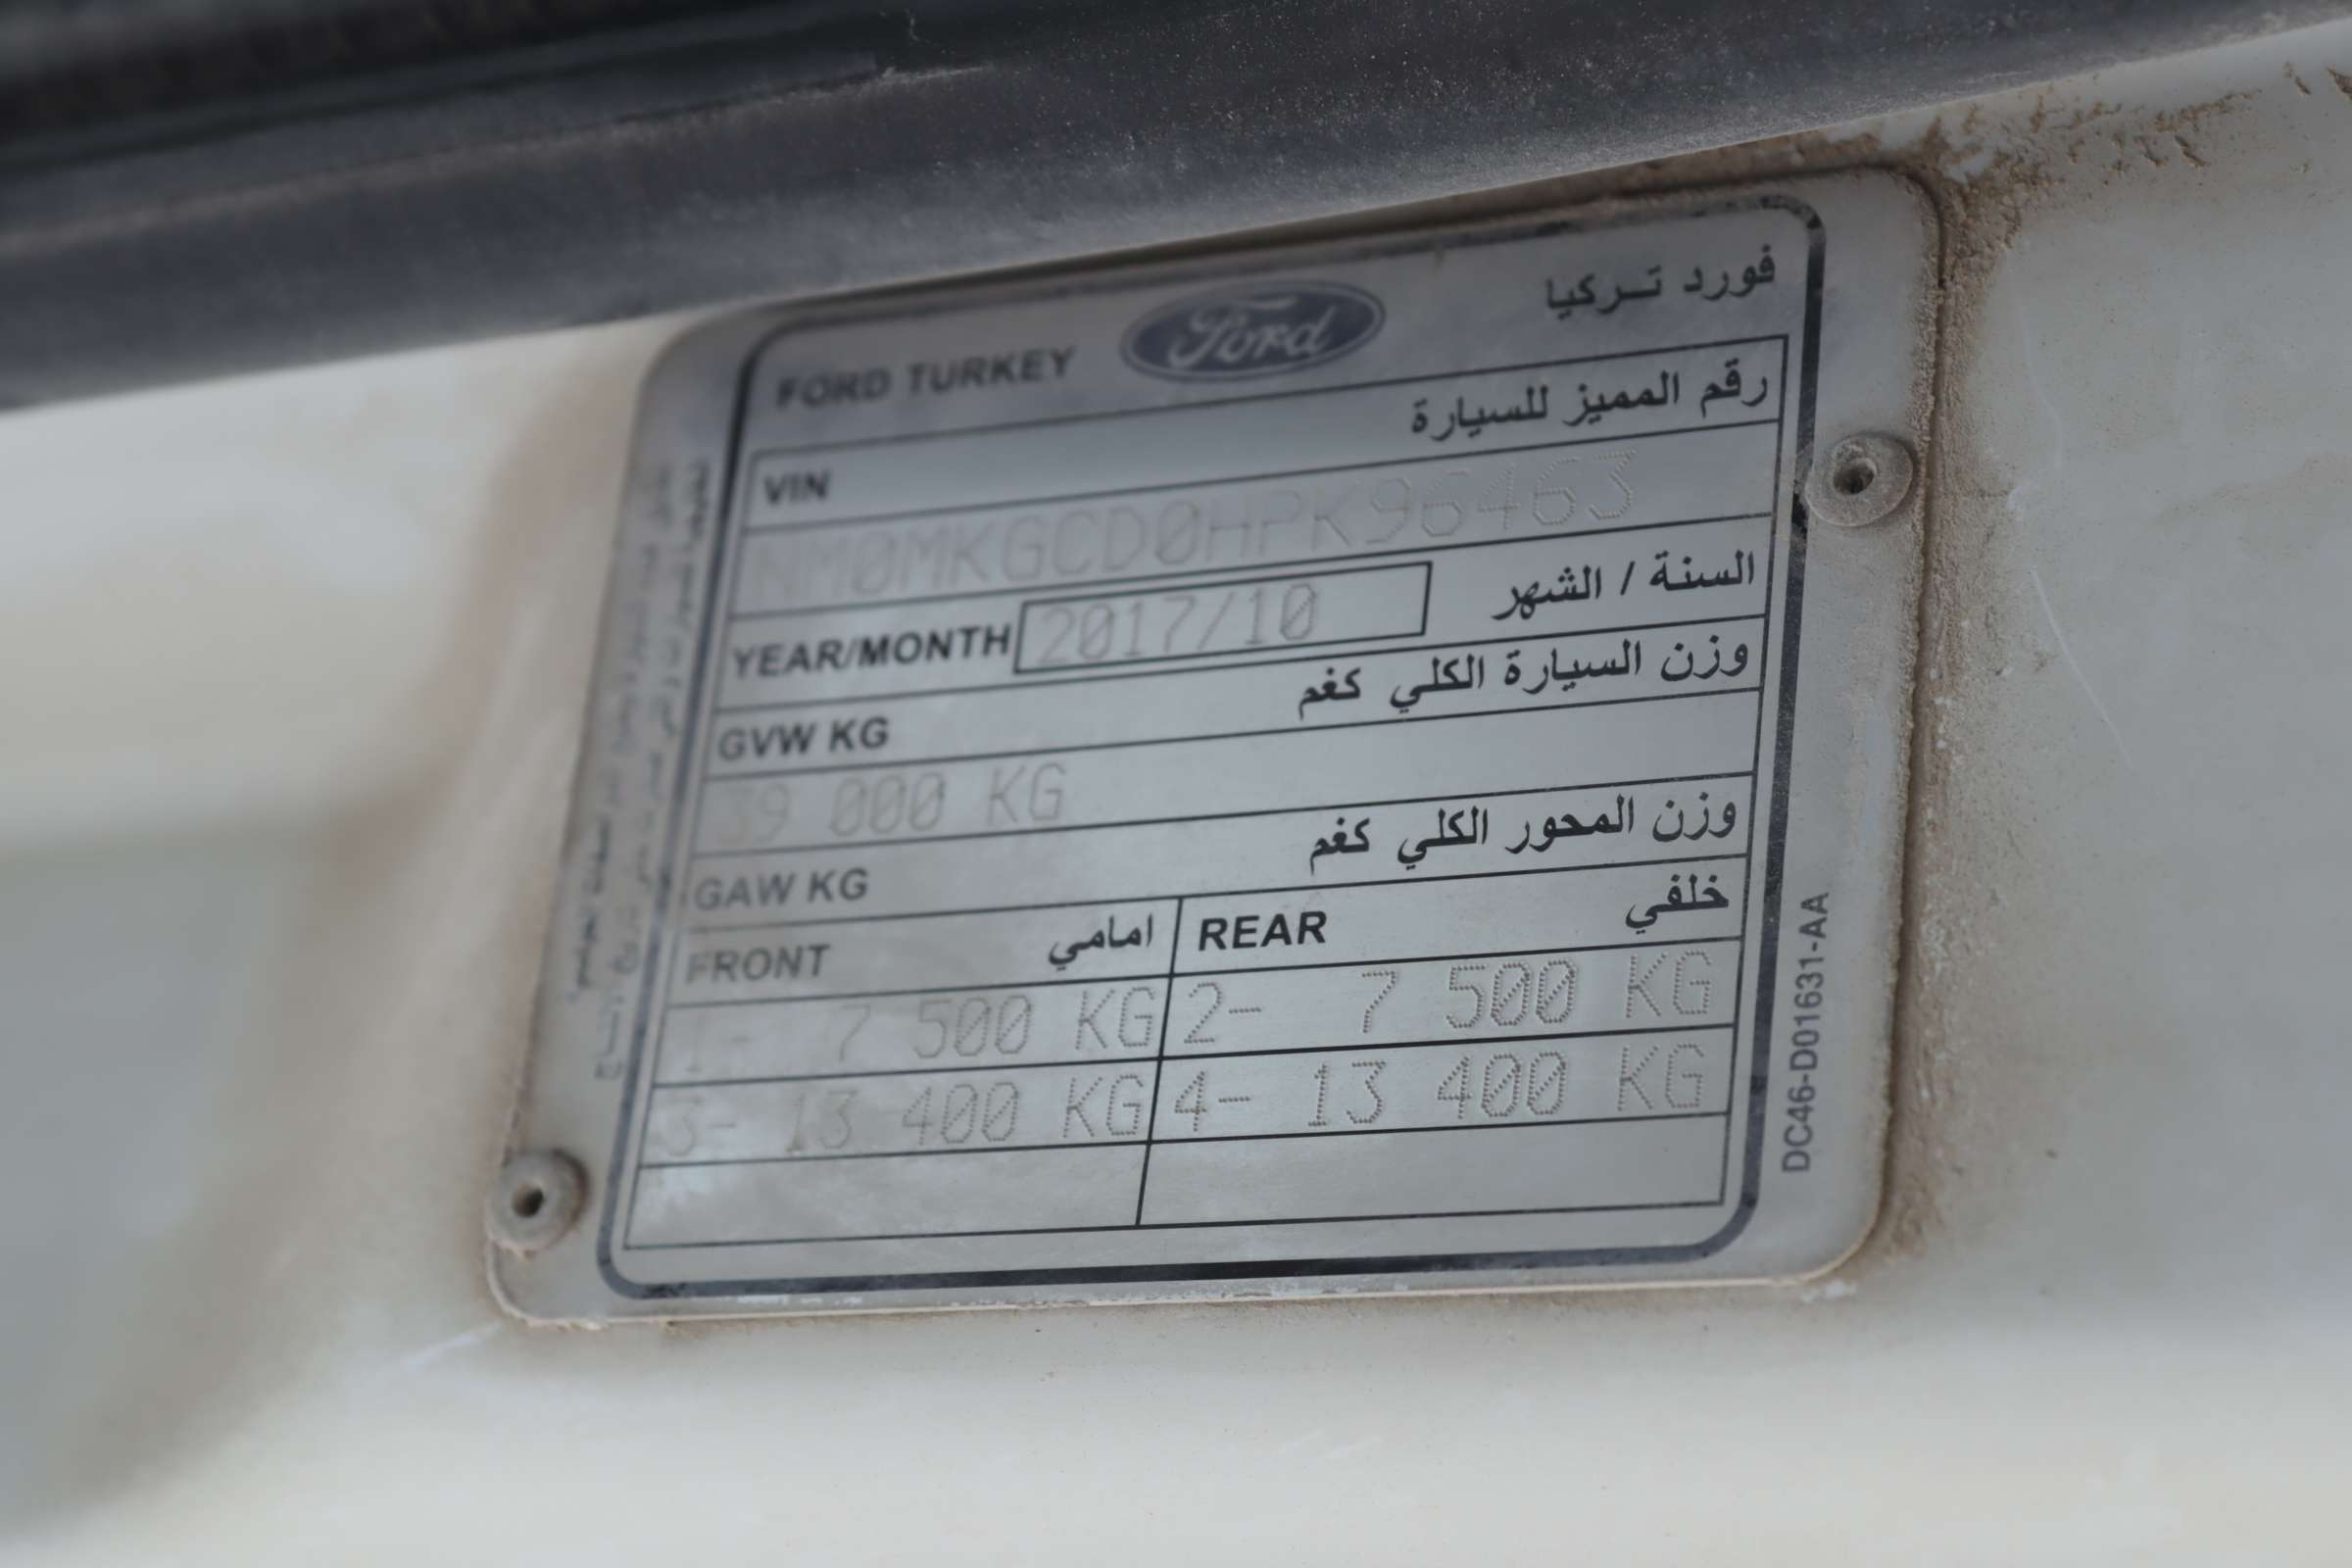 FORD TURKEY Ford فورد تركيا
VIN رقم المميز للسيارة
NM0MKGCD0HPK96463
YEAR/MONTH 2017/10 السنة / الشهر
GVW KG وزن السيارة الكلي كغم
39 000 KG
GAW KG وزن المحور الكلي كغم
FRONT امامي REAR خلفي
1- 7 500 KG 2- 7 500 KG
3- 13 400 KG 4- 13 400 KG
DC46-D01631-AA